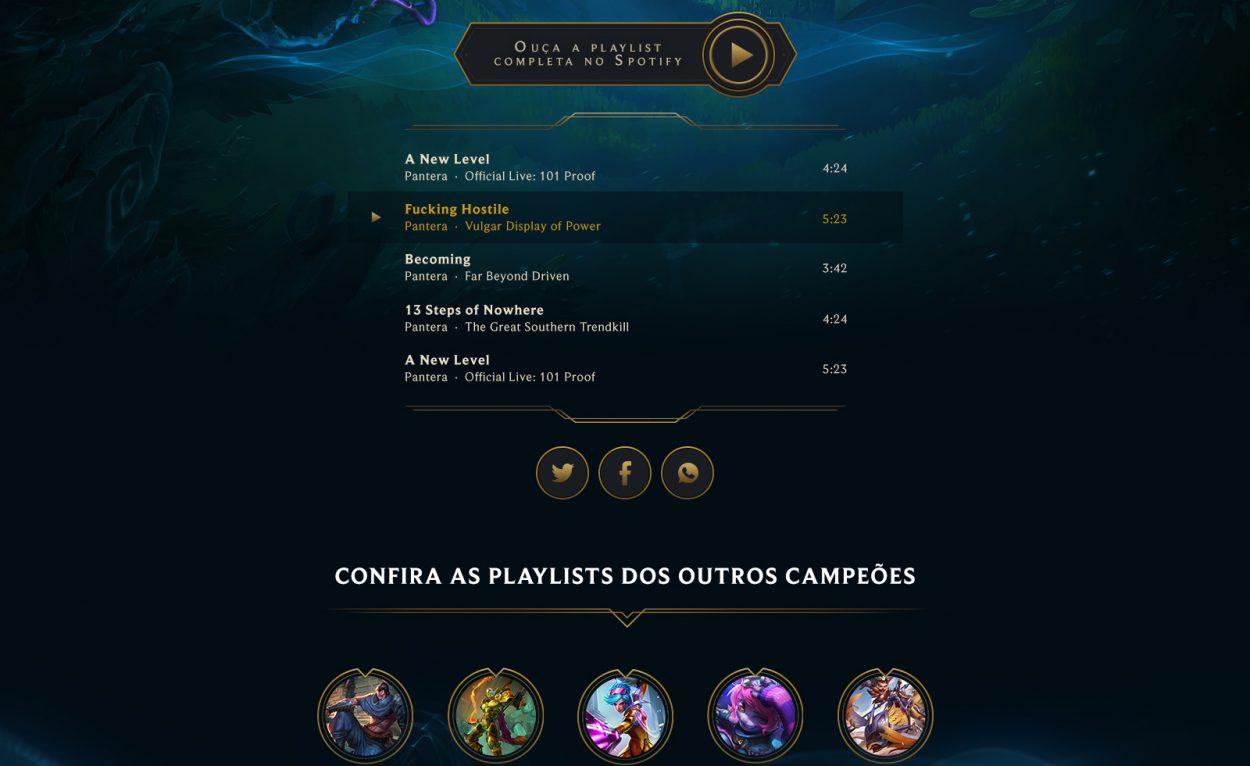 Ouça a playlist
completa no Spotify
A New Level
Pantera · Official Live: 101 Proof
4:24
Fucking Hostile
Pantera · Vulgar Display of Power
5:23
Becoming
Pantera · Far Beyond Driven
3:42
13 Steps of Nowhere
Pantera · The Great Southern Trendkill
4:24
A New Level
Pantera · Official Live: 101 Proof
5:23
CONFIRA AS PLAYLISTS DOS OUTROS CAMPEÕES